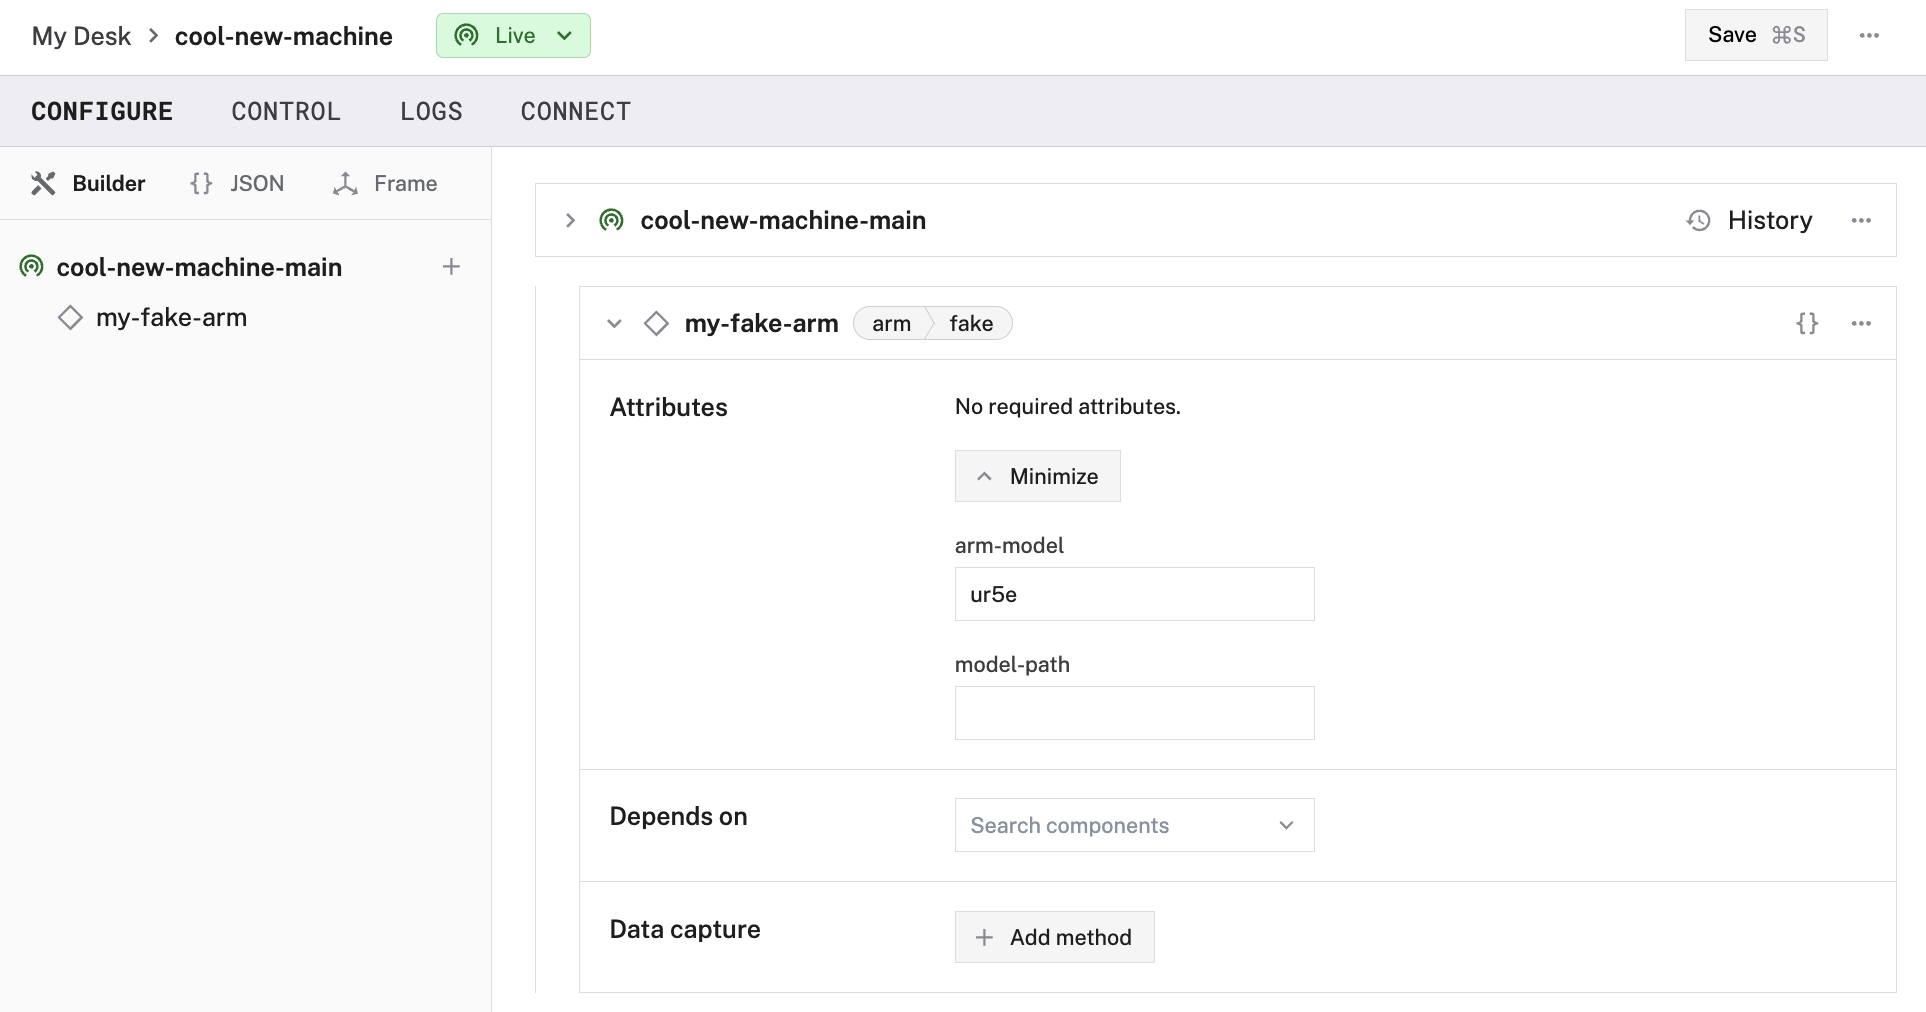 My Desk > cool-new-machine Live Save ⌘S ···
CONFIGURE CONTROL LOGS CONNECT
Builder {} JSON Frame
cool-new-machine-main +
my-fake-arm
cool-new-machine-main History ···
my-fake-arm arm fake {} ···
Attributes No required attributes.
Minimize
arm-model
ur5e
model-path
Depends on Search components
Data capture + Add method